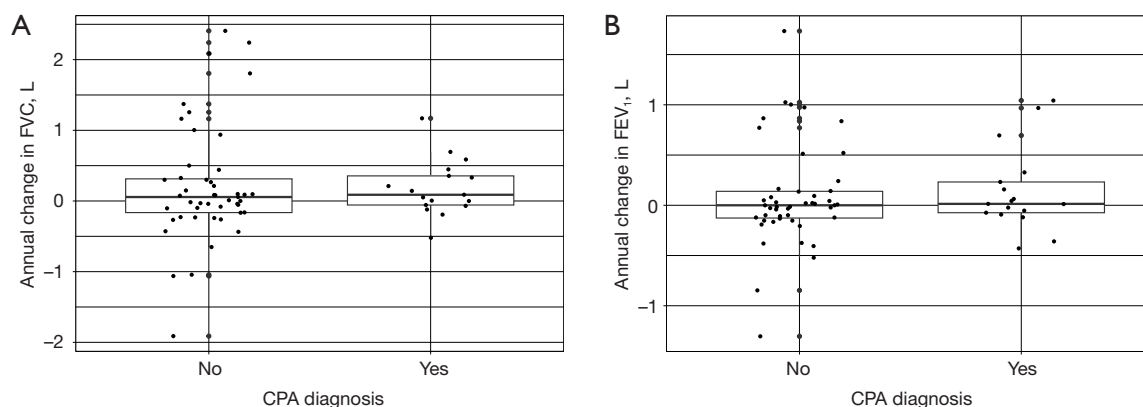 A
Annual change in FVC, L
2
1
0
−1
−2
No
Yes
CPA diagnosis
B
Annual change in FEV₁, L
1
0
−1
No
Yes
CPA diagnosis